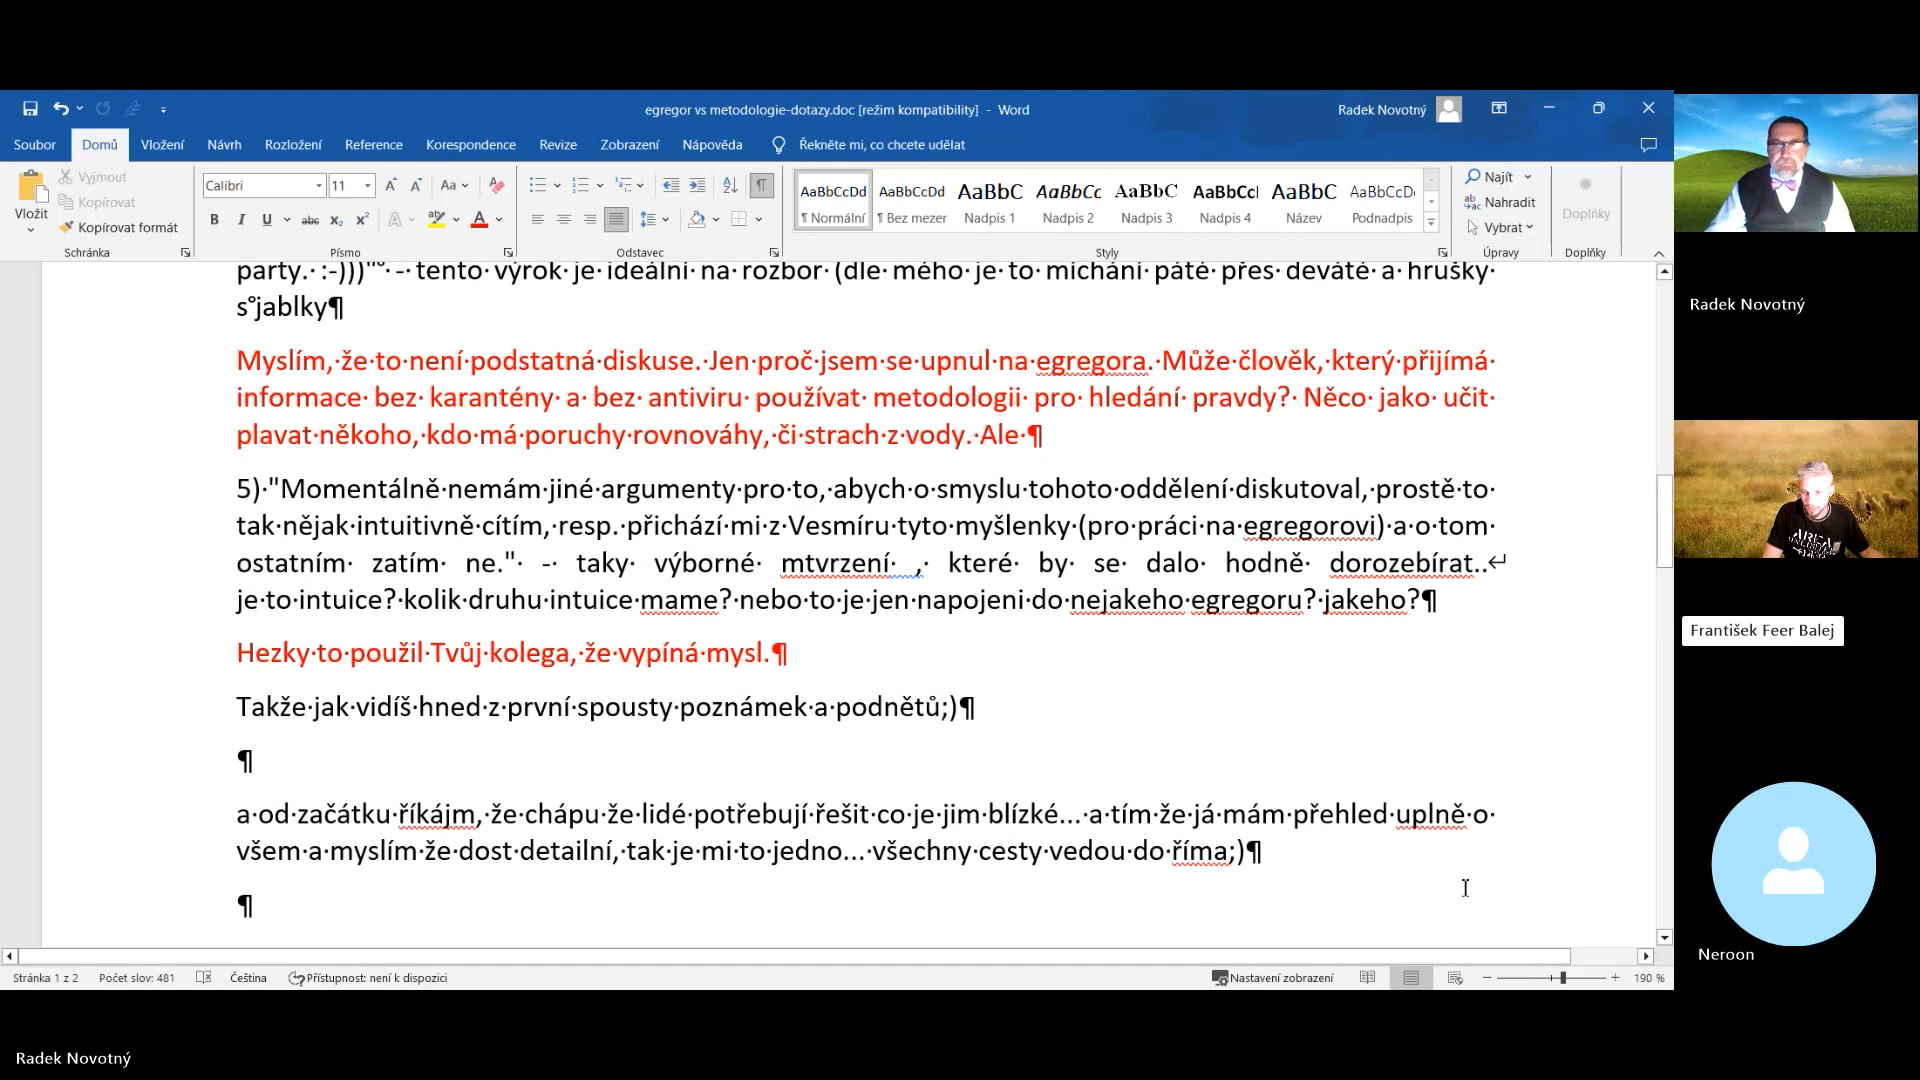 egregor vs metodologie-dotazy.doc [režim kompatibility] - Word
Radek Novotný
Soubor Domů Vložení Návrh Rozložení Reference Korespondence Revize Zobrazení Nápověda Řekněte mi, co chcete udělat
Vložit
Vyjmout
Kopírovat
Kopírovat formát
Schránka
Calibri 11
Písmo
Odstavec
AaBbCcDd AaBbCcDd AaBbC AaBbCc AaBbC AaBbCcI AaBbC AaBbCcD
¶ Normální ¶ Bez mezer Nadpis 1 Nadpis 2 Nadpis 3 Nadpis 4 Název Podnadpis
Styly
Najít
Nahradit
Vybrat
Úpravy
Doplňky
Doplňky
party. :-))) - tento výrok je ideální na rozbor (dle mého je to míchání páté přes deváté a hrušky
s°jablky¶
Myslím, že to není podstatná diskuse. Jen proč jsem se upnul na egregora. Může člověk, který přijímá
informace bez karantény a bez antiviru používat metodologii pro hledání pravdy? Něco jako učit
plavat někoho, kdo má poruchy rovnováhy, či strach z vody. Ale ¶
5) "Momentálně nemám jiné argumenty pro to, abych o smyslu tohoto oddělení diskutoval, prostě to
tak nějak intuitivně cítím, resp. přichází mi z Vesmíru tyto myšlenky (pro práci na egregorovi) a o tom
ostatním zatím ne." - taky výborné mtvrzení , které by se dalo hodně dorozebírat..↵
je to intuice? kolik druhu intuice mame? nebo to je jen napojeni do nejakeho egregoru? jakeho?¶
Hezky to použil Tvůj kolega, že vypíná mysl.¶
Takže jak vidíš hned z první spousty poznámek a podnětů;)¶
¶
a od začátku říkájm, že chápu že lidé potřebují řešit co je jim blízké... a tím že já mám přehled uplně o
všem a myslím že dost detailní, tak je mi to jedno... všechny cesty vedou do říma;)¶
¶
Stránka 1 z 2 Počet slov: 481 Čeština Přístupnost: není k dispozici Nastavení zobrazení 190 %
Radek Novotný
František Feer Balej
Neroon
Radek Novotný